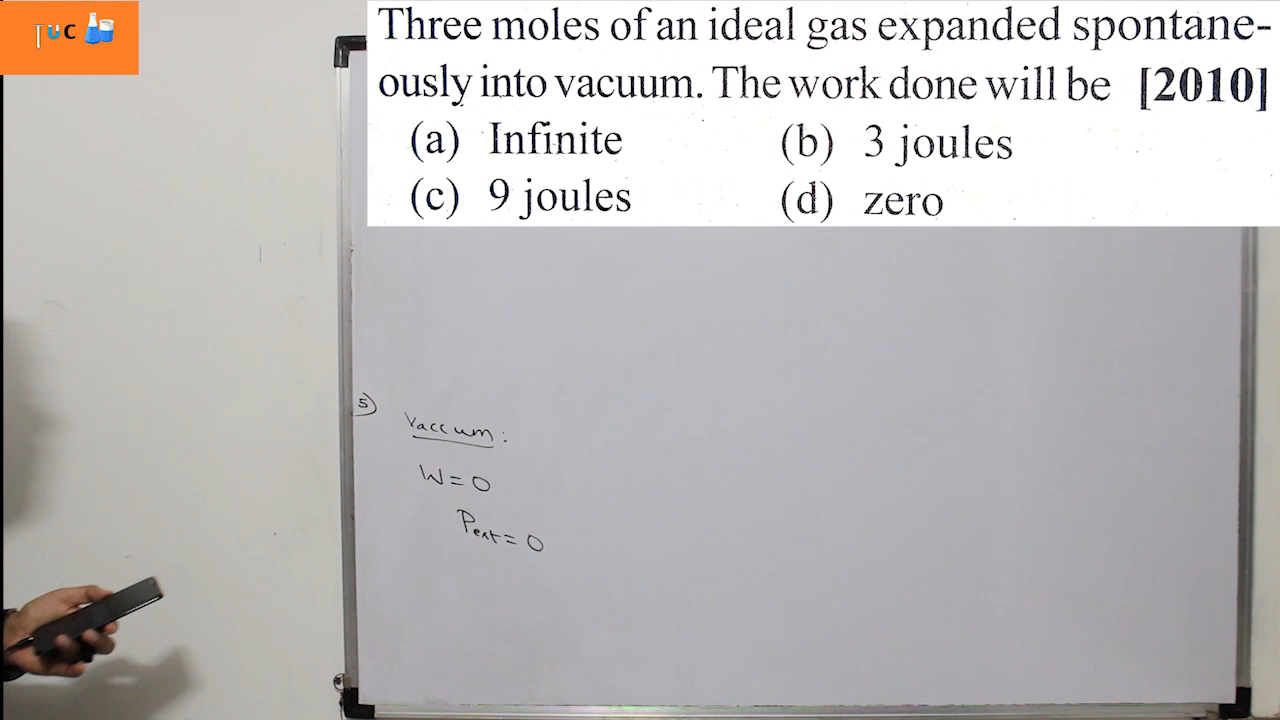 TUC
Three moles of an ideal gas expanded spontane-
ously into vacuum. The work done will be [2010]
(a) Infinite (b) 3 joules
(c) 9 joules (d) zero
5)
Vaccum:
W = 0
Pext = 0